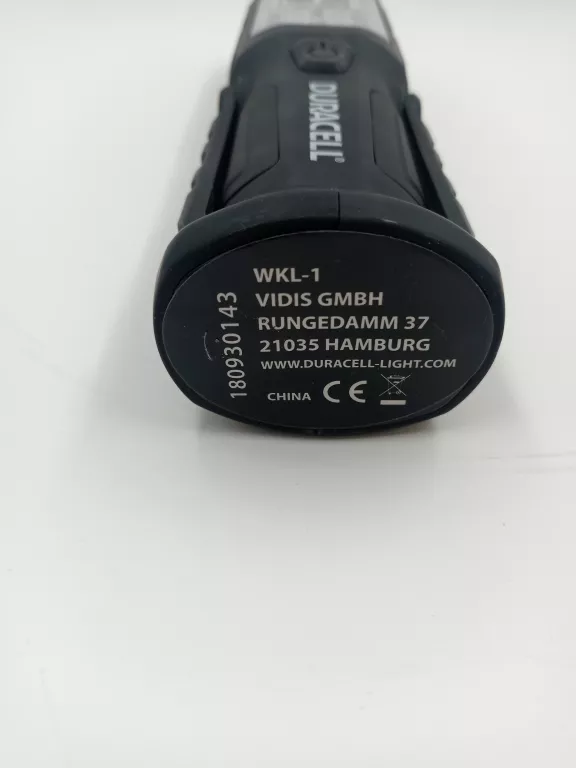 DURACELL®
WKL-1
VIDIS GMBH
RUNGEDAMM 37
21035 HAMBURG
WWW.DURACELL-LIGHT.COM
CHINA CE
180930143